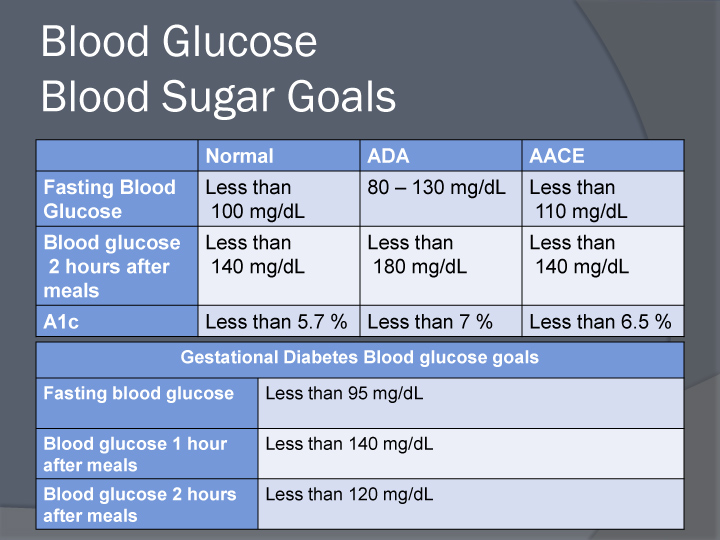 Blood Glucose
Blood Sugar Goals
Normal ADA AACE
Fasting Blood Glucose
Less than
100 mg/dL
80 – 130 mg/dL
Less than
110 mg/dL
Blood glucose
2 hours after
meals
Less than
140 mg/dL
Less than
180 mg/dL
Less than
140 mg/dL
A1c Less than 5.7 % Less than 7 % Less than 6.5 %
Gestational Diabetes Blood glucose goals
Fasting blood glucose Less than 95 mg/dL
Blood glucose 1 hour
after meals
Less than 140 mg/dL
Blood glucose 2 hours
after meals
Less than 120 mg/dL